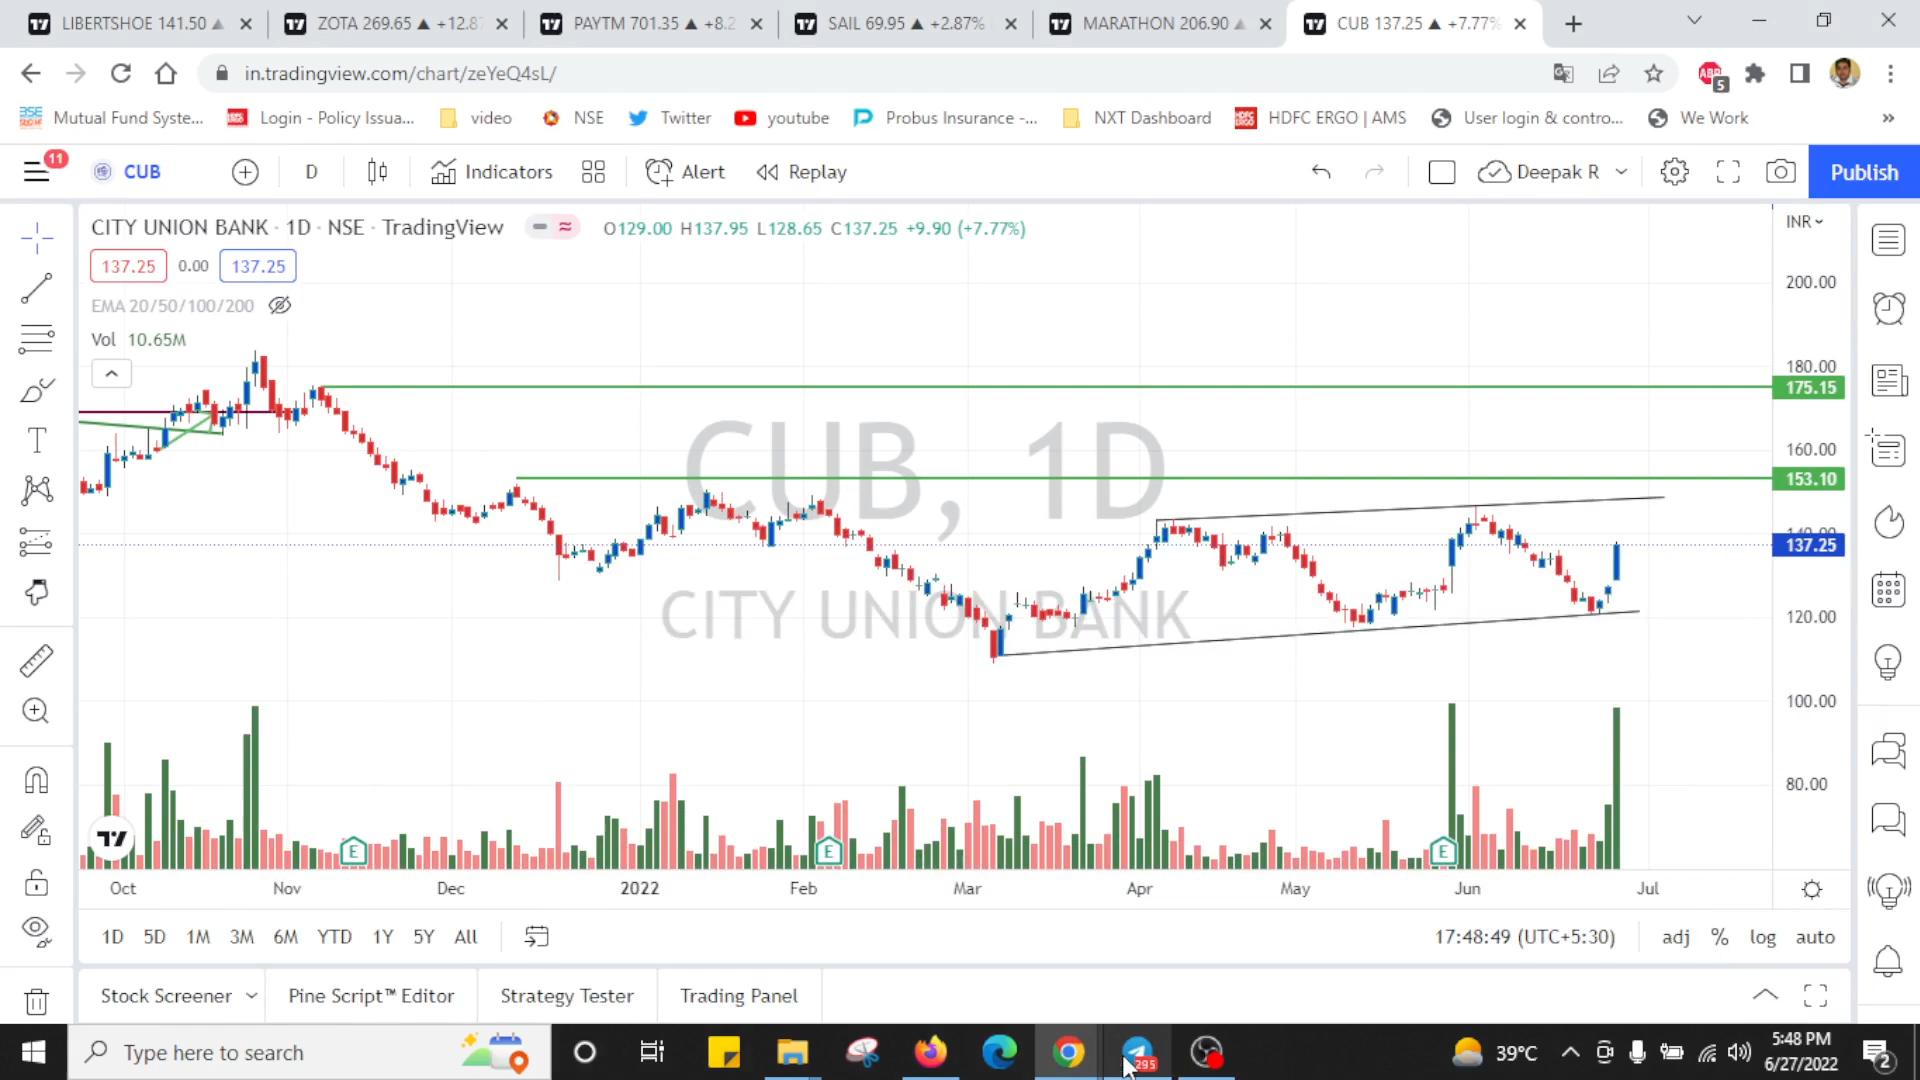 LIBERTSHOE 141.50 ZOTA 269.65 ▲ +12.87 PAYTM 701.35 ▲ +8.2 SAIL 69.95 ▲ +2.87% MARATHON 206.90 CUB 137.25 ▲ +7.77%
in.tradingview.com/chart/zeYeQ4sL/
ABP 5
Mutual Fund Syste... Login - Policy Issua... video NSE Twitter youtube Probus Insurance -... NXT Dashboard HDFC ERGO | AMS User login & contro... We Work »
11 CUB D Indicators Alert Replay Deepak R Publish
CITY UNION BANK · 1D · NSE · TradingView O129.00 H137.95 L128.65 C137.25 +9.90 (+7.77%) INR
137.25 0.00 137.25
EMA 20/50/100/200
Vol 10.65M
200.00
180.00
175.15
160.00
153.10
140.00
137.25
120.00
100.00
80.00
CUB, 1D
CITY UNION BANK
E E E
Oct Nov Dec 2022 Feb Mar Apr May Jun Jul
1D 5D 1M 3M 6M YTD 1Y 5Y All 17:48:49 (UTC+5:30) adj % log auto
Stock Screener Pine Script™ Editor Strategy Tester Trading Panel
Type here to search 295 39°C 5:48 PM
6/27/2022 2